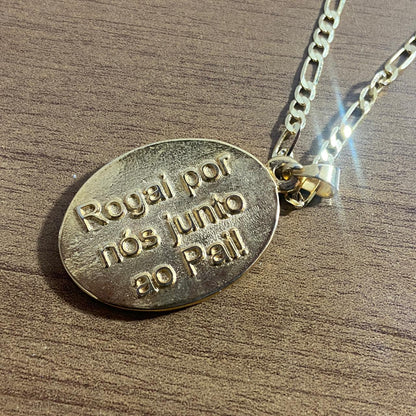 Rogai por
nós junto
ao Pai!